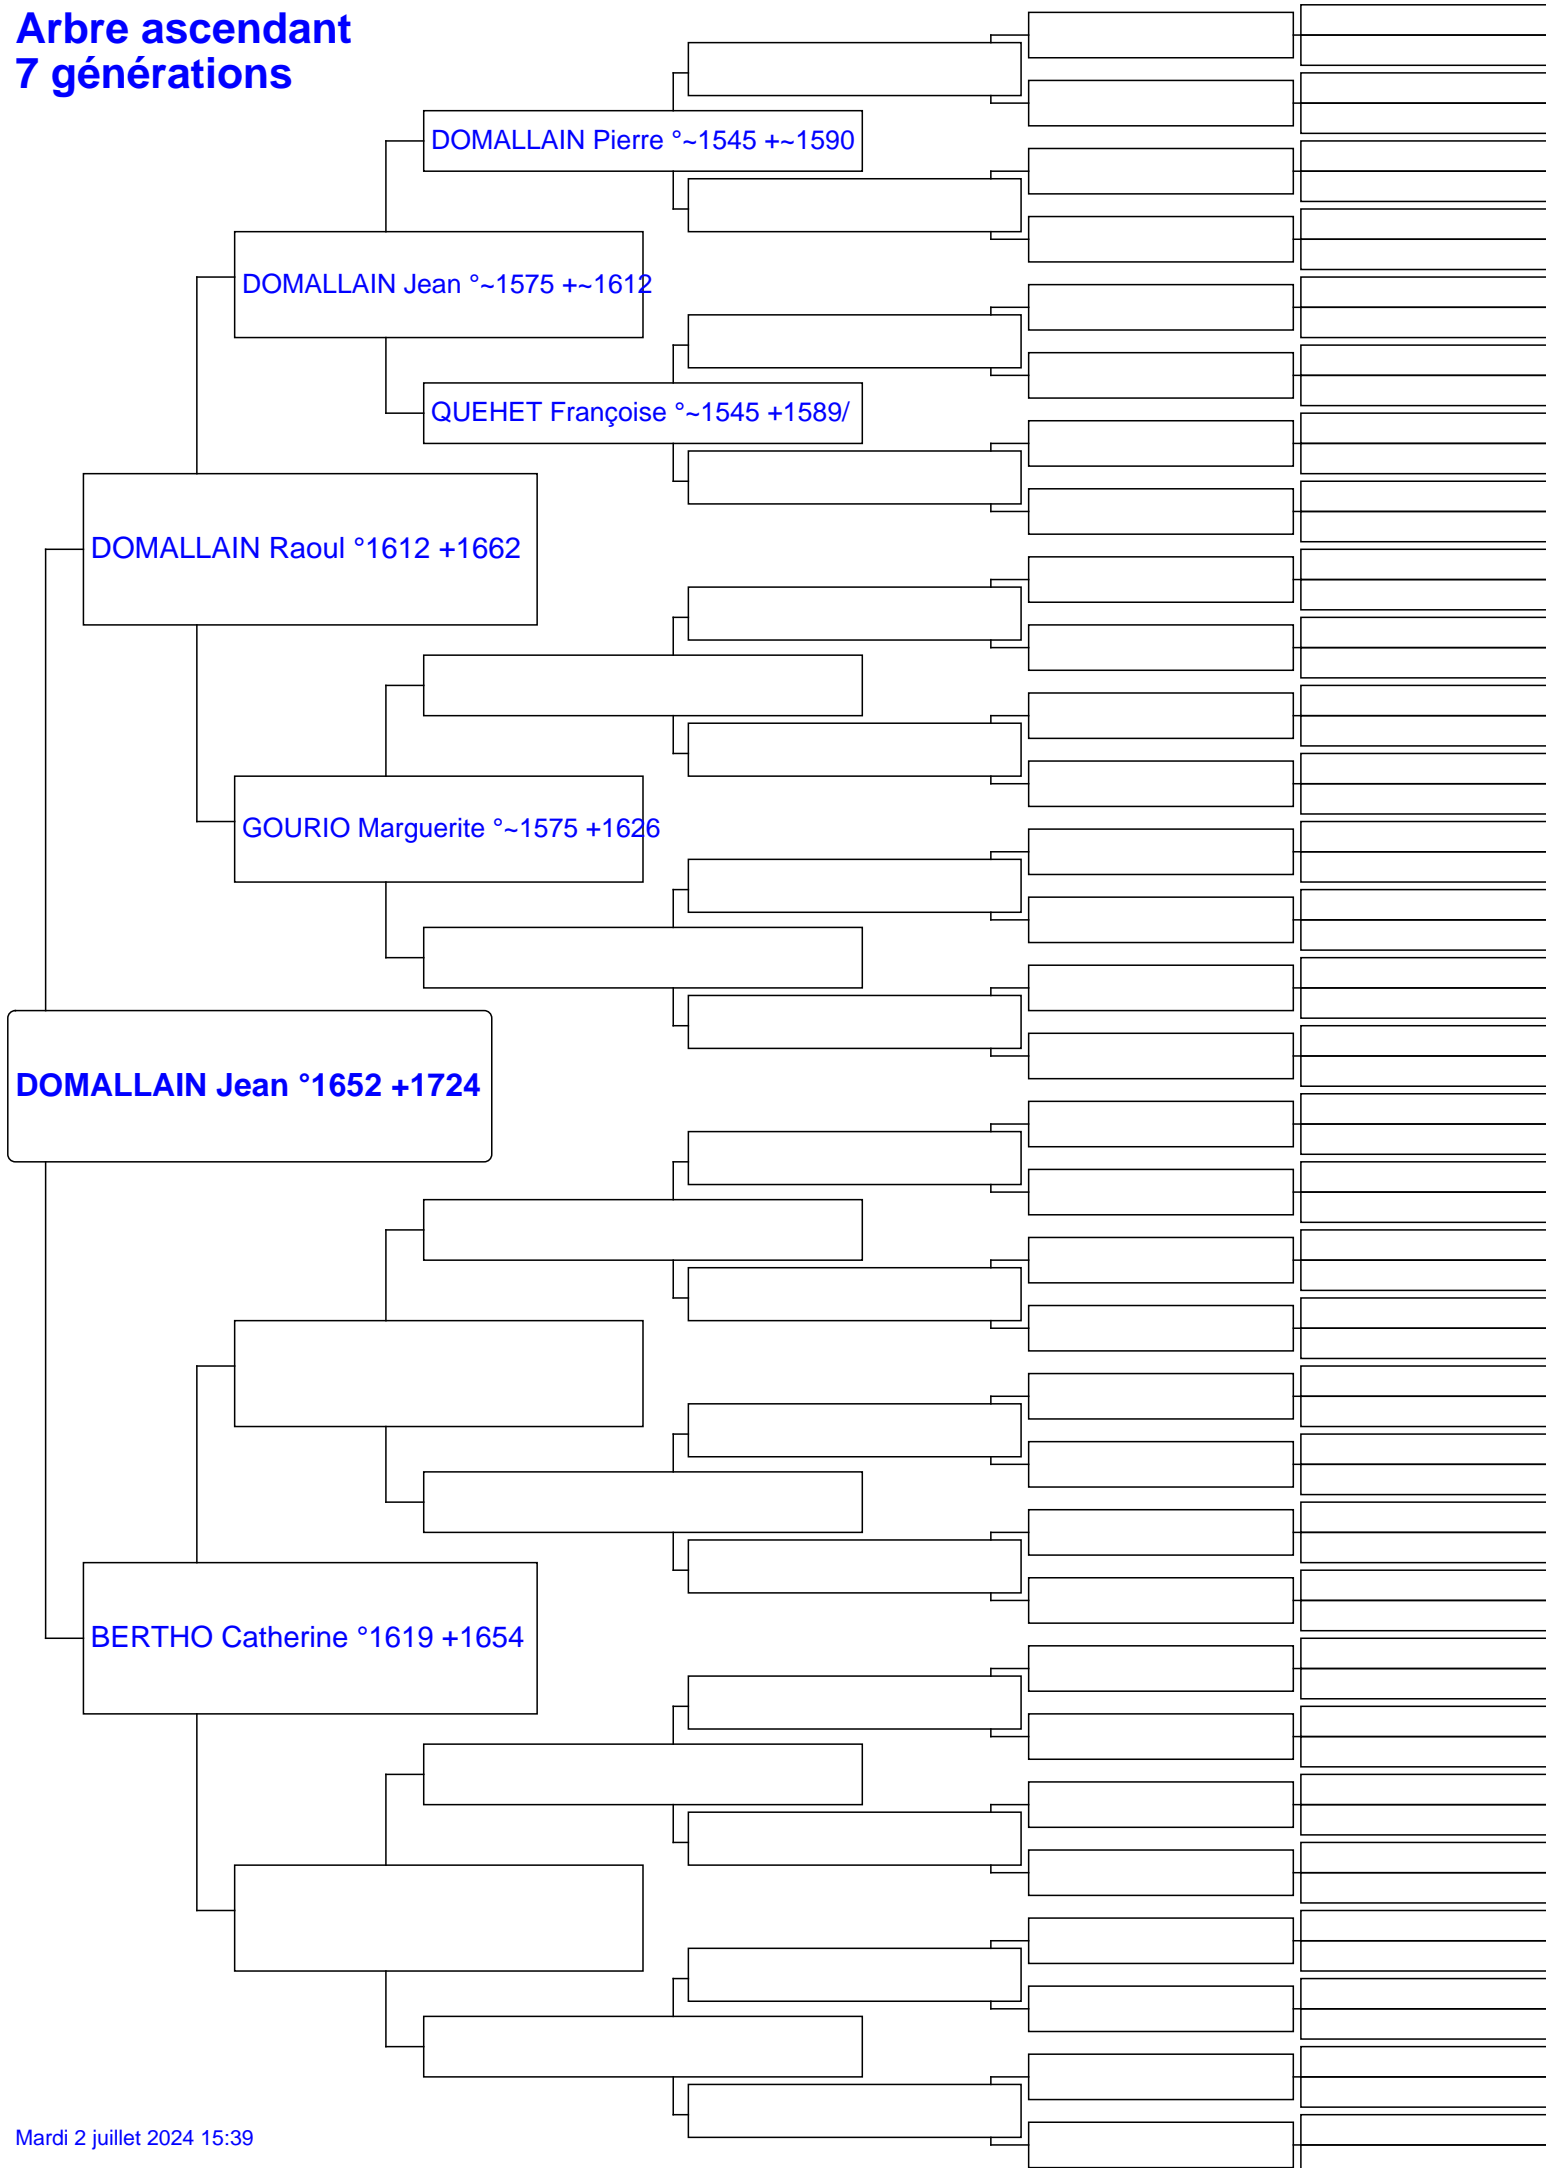 Arbre ascendant
7 générations
DOMALLAIN Pierre °~1545 +~1590
DOMALLAIN Jean °~1575 +~1612
QUEHET Françoise °~1545 +1589/
DOMALLAIN Raoul °1612 +1662
GOURIO Marguerite °~1575 +1626
DOMALLAIN Jean °1652 +1724
BERTHO Catherine °1619 +1654
Mardi 2 juillet 2024 15:39